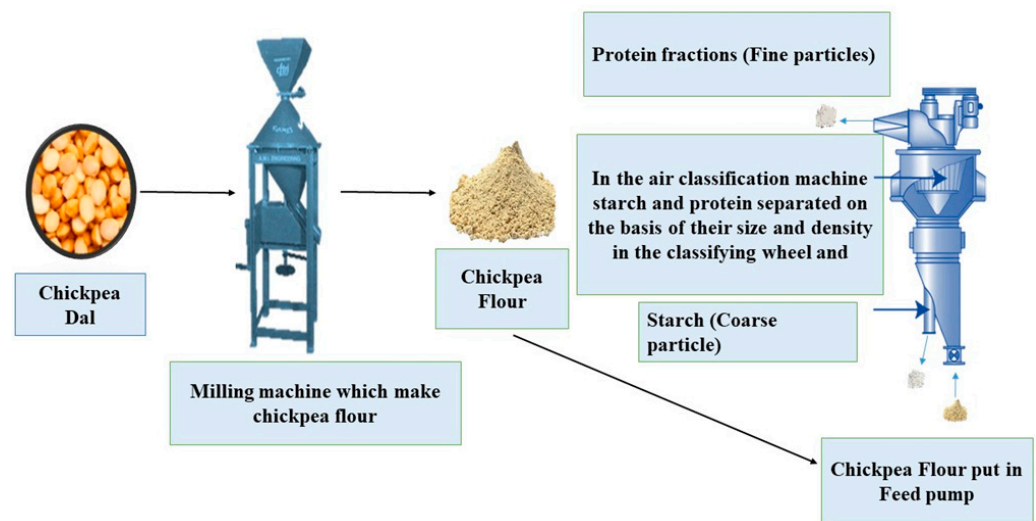 Chickpea
Dal
Milling machine which make
chickpea flour
Chickpea
Flour
Protein fractions (Fine particles)
In the air classification machine
starch and protein separated on
the basis of their size and density
in the classifying wheel and
Starch (Coarse
particle)
Chickpea Flour put in
Feed pump